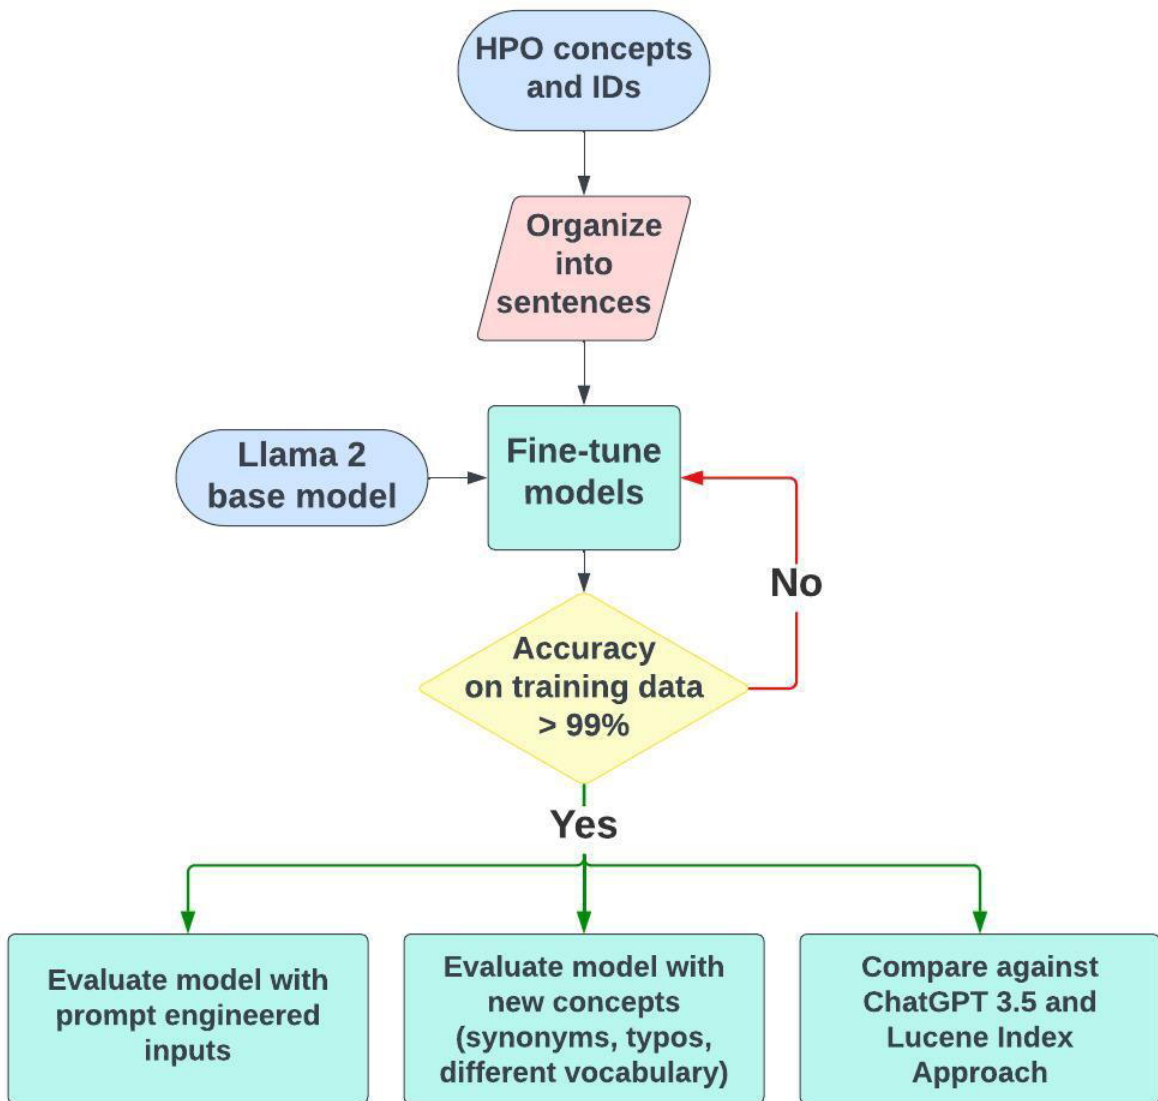 HPO concepts
and IDs
Organize
into
sentences
Llama 2
base model
Fine-tune
models
No
Accuracy
on training data
> 99%
Yes
Evaluate model with
prompt engineered
inputs
Evaluate model with
new concepts
(synonyms, typos,
different vocabulary)
Compare against
ChatGPT 3.5 and
Lucene Index
Approach